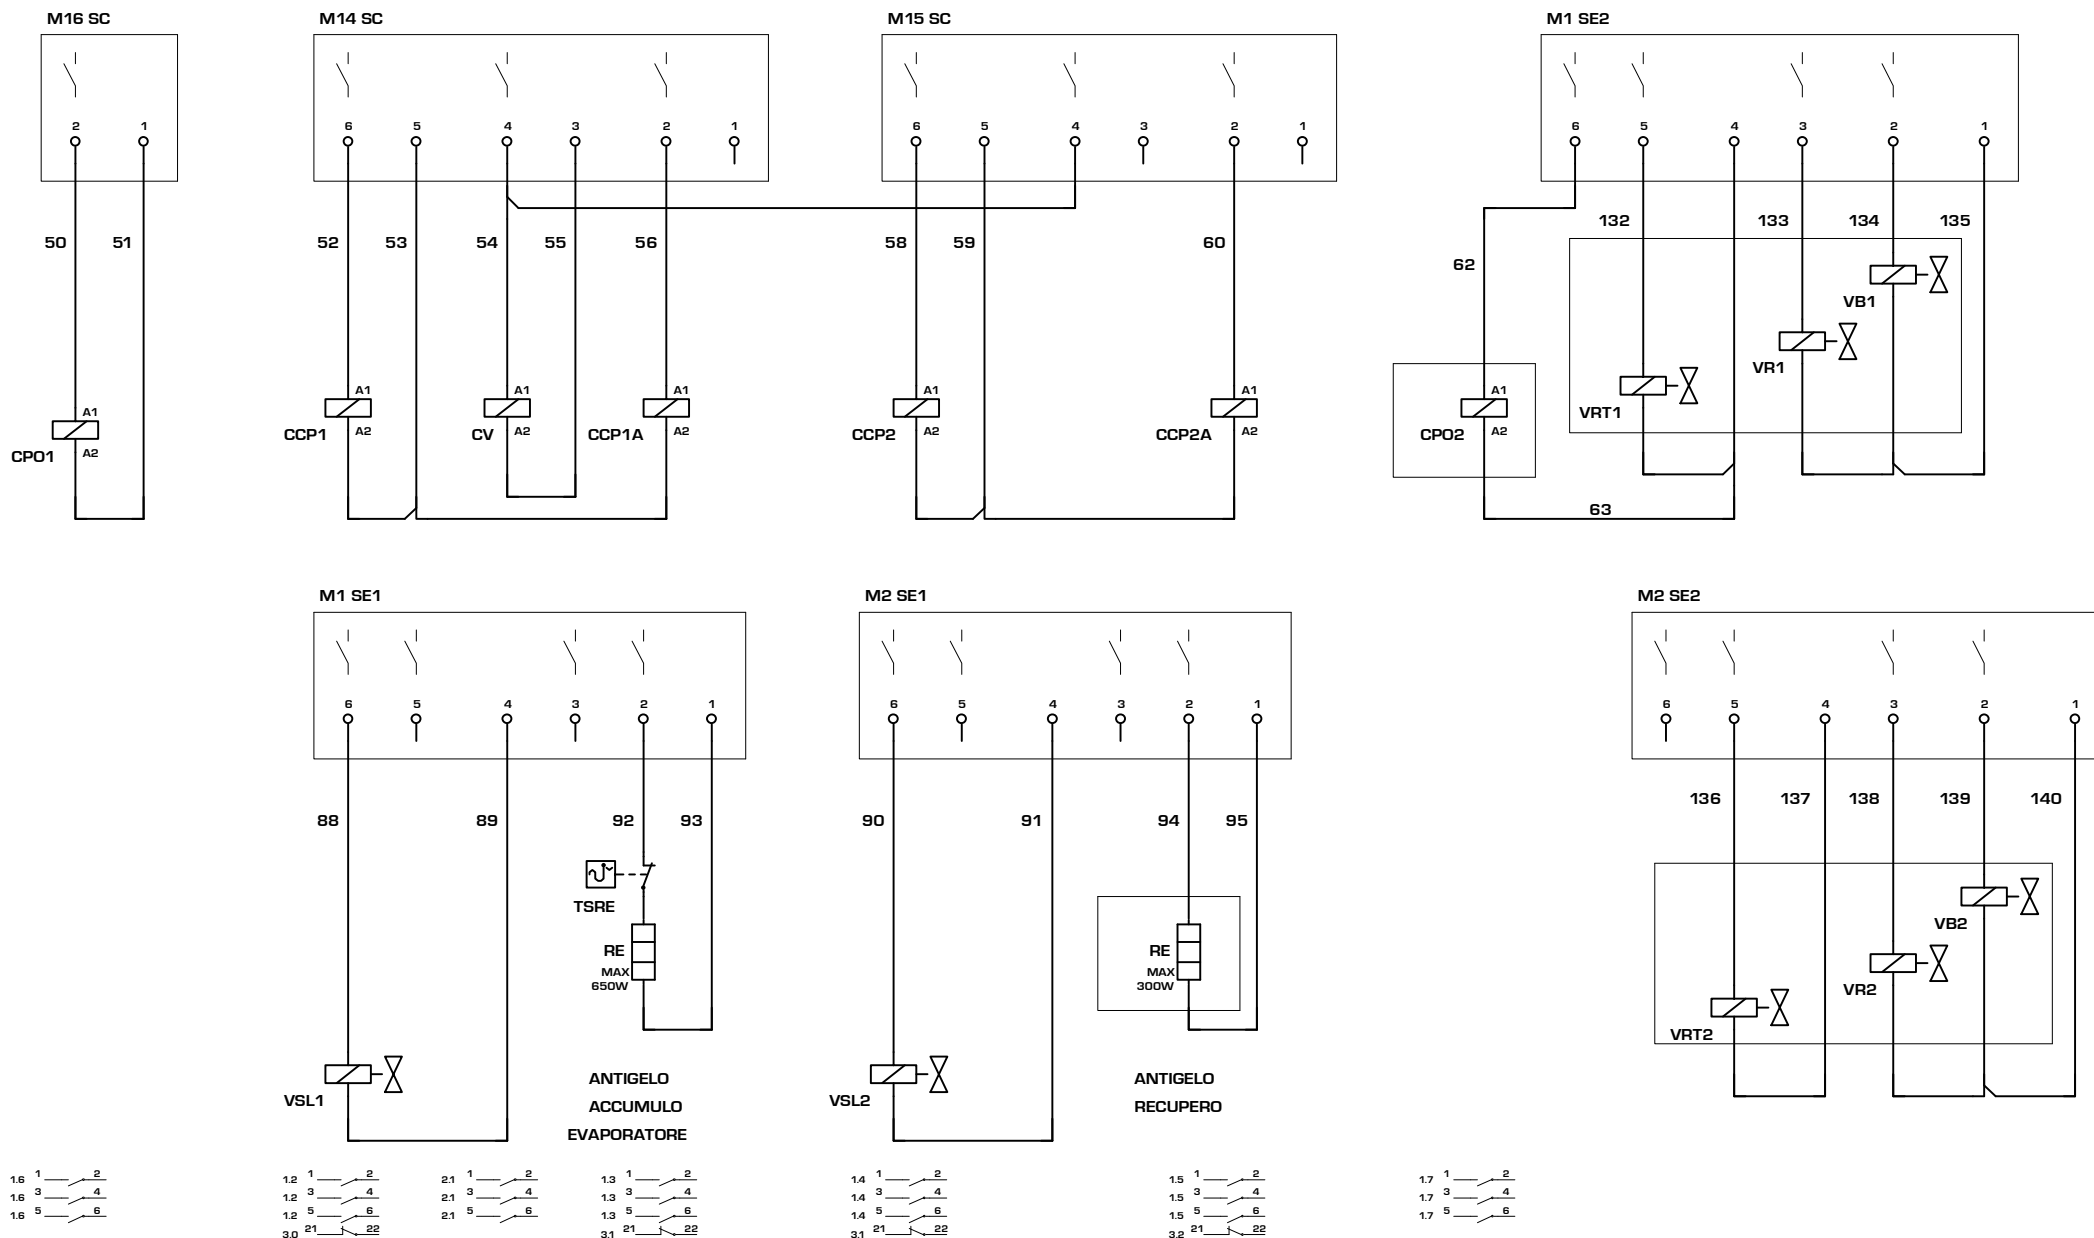 M16 SC M14 SC M15 SC M1 SE2
2 1 6 5 4 3 2 1 6 5 4 3 2 1 6 5 4 3 2 1
132 133 134 135
50 51 52 53 54 55 56 58 59 60
62
VB1
VR1
A1 A1 A1 A1 A1 A1
VRT1
A1
CCP1 A2 CV A2 CCP1A A2 CCP2 A2 CCP2A A2 CPO2 A2
CPO1 A2
63
M1 SE1 M2 SE1 M2 SE2
6 5 4 3 2 1 6 5 4 3 2 1 6 5 4 3 2 1
136 137 138 139 140
88 89 92 93 90 91 94 95
TSRE
VB2
RE RE
MAX MAX
650W 300W
VR2
VRT2
ANTIGELO ANTIGELO
VSL1 VSL2
ACCUMULO RECUPERO
EVAPORATORE
1.6 1 2 1.2 1 2 2.1 1 2 1.3 1 2 1.4 1 2 1.5 1 2 1.7 1 2
1.6 3 4 1.2 3 4 2.1 3 4 1.3 3 4 1.4 3 4 1.5 3 4 1.7 3 4
1.6 5 6 1.2 5 6 2.1 5 6 1.3 5 6 1.4 5 6 1.5 5 6 1.7 5 6
3.0 21 22 3.1 21 22 3.1 21 22 3.2 21 22